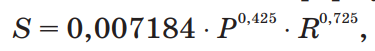 S = 0,007184 · P^0,425 · R^0,725,